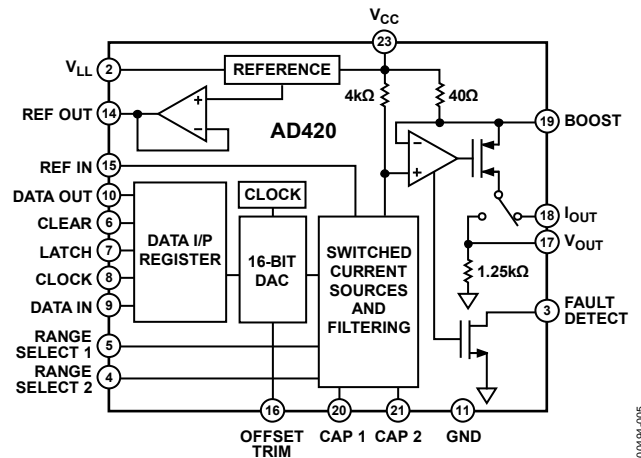 VCC
23
VLL
2
REFERENCE
4kΩ
40Ω
REF OUT
14
+
−
AD420
19
BOOST
−
+
REF IN
15
DATA OUT
10
CLEAR
6
LATCH
7
CLOCK
8
DATA IN
9
RANGE
SELECT 1
5
RANGE
SELECT 2
4
DATA I/P
REGISTER
CLOCK
16-BIT
DAC
SWITCHED
CURRENT
SOURCES
AND
FILTERING
18
IOUT
17
VOUT
1.25kΩ
3
FAULT
DETECT
16
OFFSET
TRIM
20
CAP 1
21
CAP 2
11
GND
00494-005